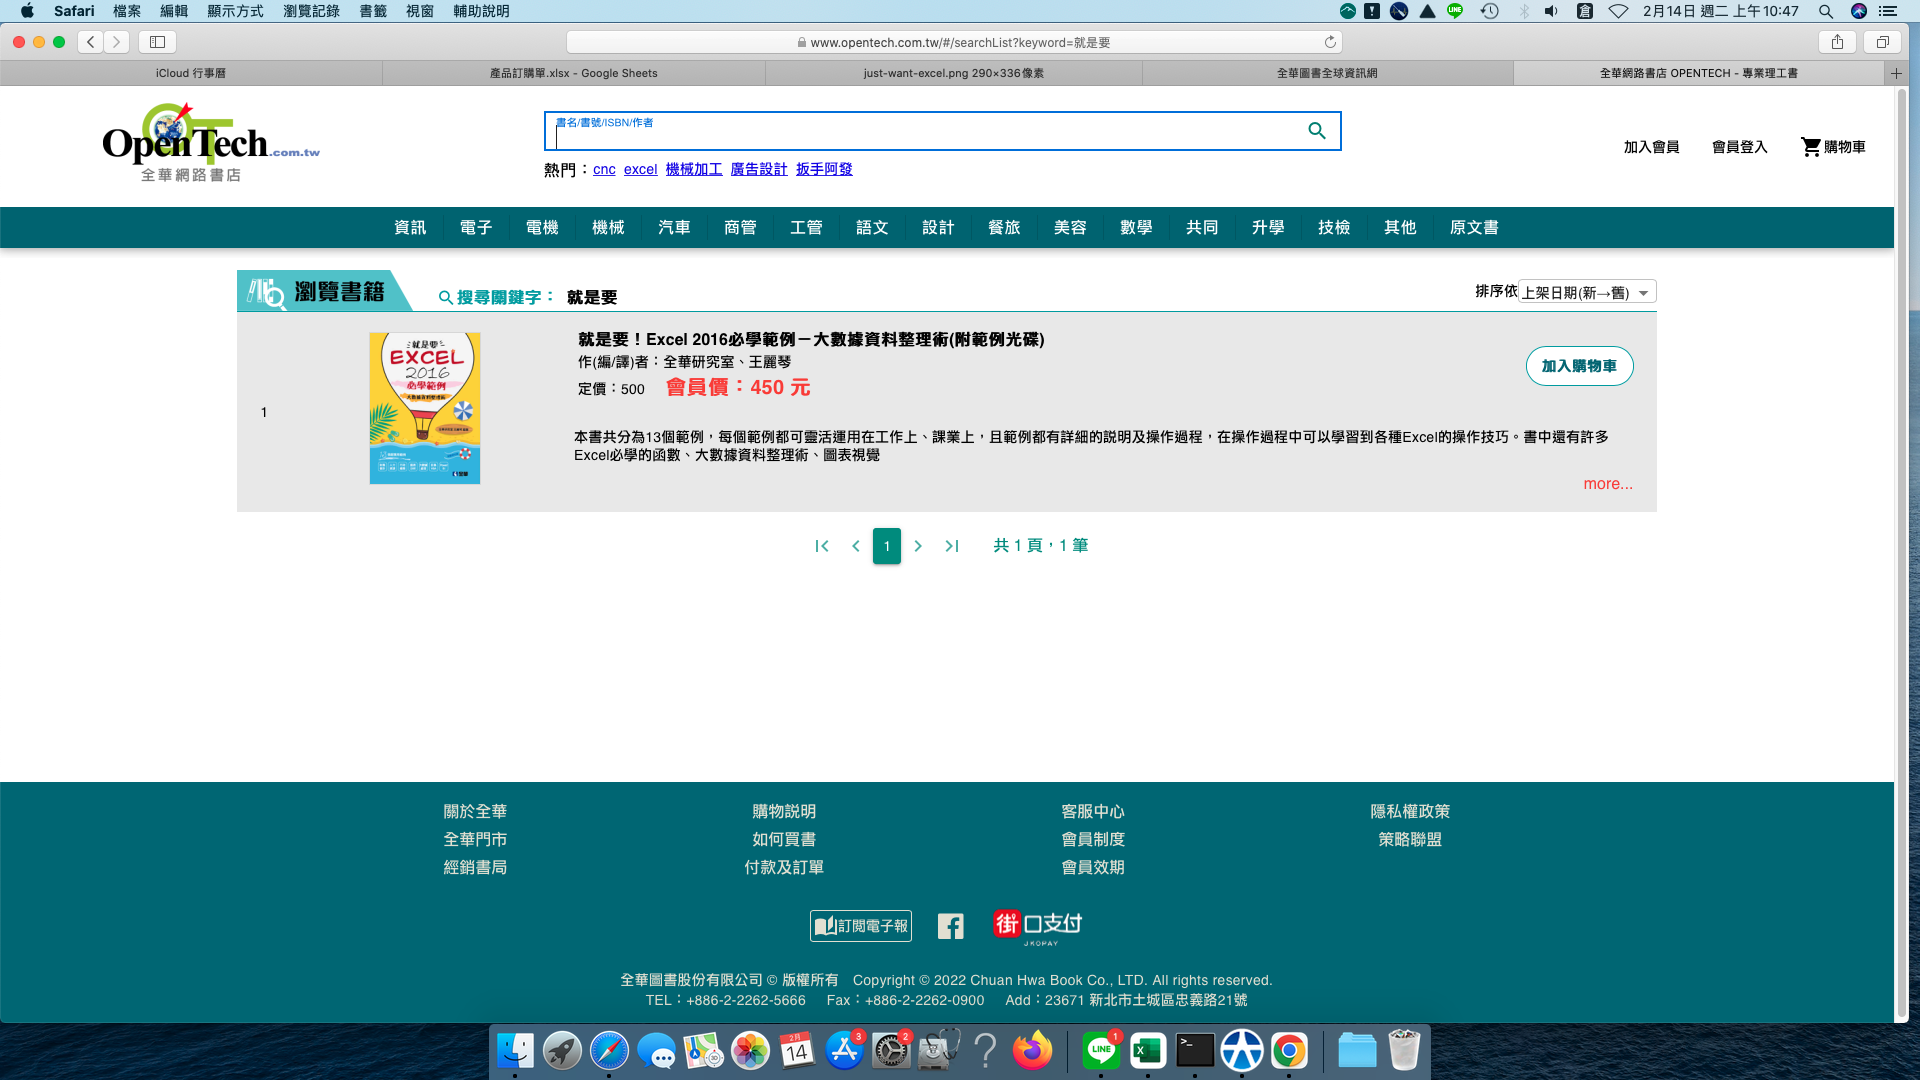 Safari 檔案 編輯 顯示方式 瀏覽記錄 書籤 視窗 輔助說明
倉 2月14日 週二 上午10:47
www.opentech.com.tw/#/searchList?keyword=就是要
iCloud 行事曆 產品訂購單.xlsx - Google Sheets just-want-excel.png 290×336像素 全華圖書全球資訊網 全華網路書店 OPENTECH - 專業理工書
OpenTech.com.tw
全華網路書店
書名/書號/ISBN/作者
熱門：cnc excel 機械加工 廣告設計 扳手阿發
加入會員 會員登入 購物車
資訊 電子 電機 機械 汽車 商管 工管 語文 設計 餐旅 美容 數學 共同 升學 技檢 其他 原文書
瀏覽書籍
搜尋關鍵字： 就是要
排序依 上架日期(新→舊)
1
就是要
EXCEL
2016
必學範例
大數據資料整理術
就是要！Excel 2016必學範例－大數據資料整理術(附範例光碟)
作(編/譯)者：全華研究室、王麗琴
定價：500 會員價：450 元
加入購物車
本書共分為13個範例，每個範例都可靈活運用在工作上、課業上，且範例都有詳細的說明及操作過程，在操作過程中可以學習到各種Excel的操作技巧。書中還有許多
Excel必學的函數、大數據資料整理術、圖表視覺
more...
1 共 1 頁，1 筆
關於全華 購物説明 客服中心 隱私權政策
全華門市 如何買書 會員制度 策略聯盟
經銷書局 付款及訂單 會員效期
訂閱電子報
街口支付
JKOPAY
全華圖書股份有限公司 © 版權所有 Copyright © 2022 Chuan Hwa Book Co., LTD. All rights reserved.
TEL：+886-2-2262-5666 Fax：+886-2-2262-0900 Add：23671 新北市土城區忠義路21號
2月
14
3
2
LINE
1